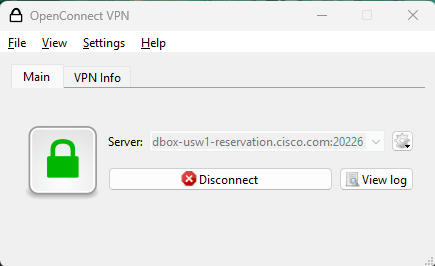 OpenConnect VPN
File View Settings Help
Main VPN Info
Server: dbox-usw1-reservation.cisco.com:20226
Disconnect View log